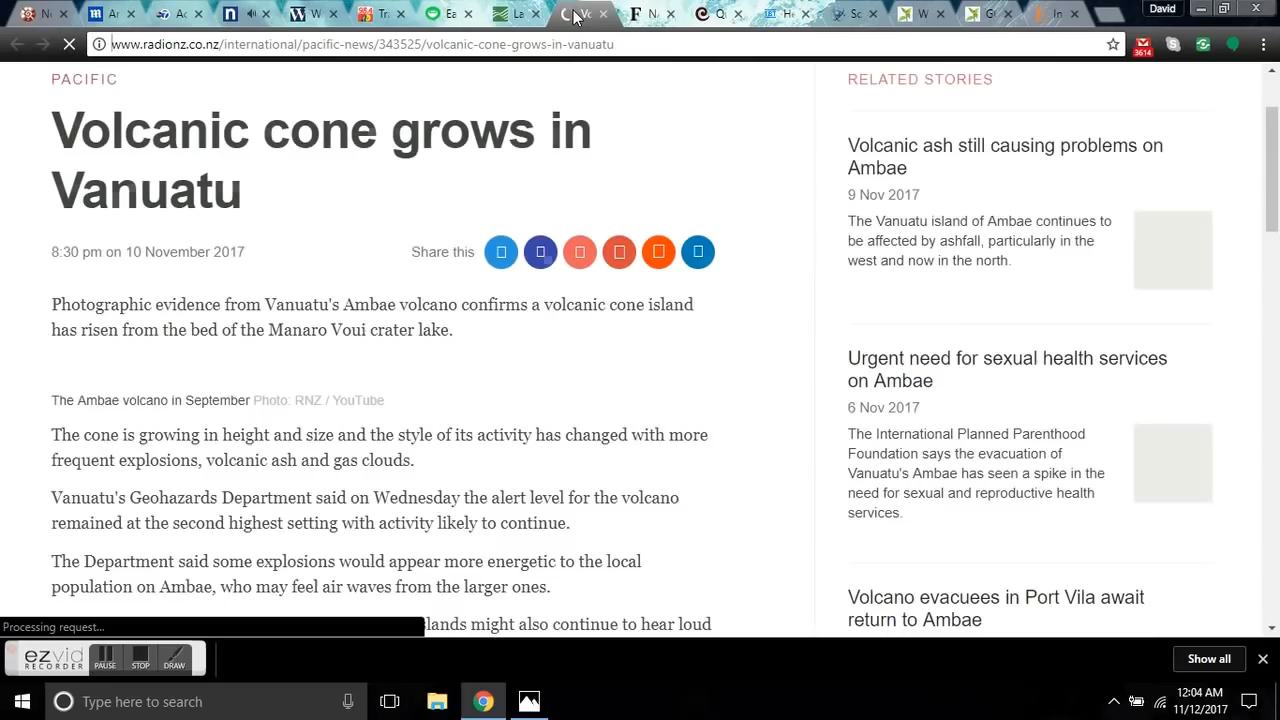 Ne
Ar
Ac
n
W
Tr
Ea
La
Vc
F N
Q
He
Sc
W
G
In
David
www.radionz.co.nz/international/pacific-news/343525/volcanic-cone-grows-in-vanuatu
3614
PACIFIC
Volcanic cone grows in
Vanuatu
8:30 pm on 10 November 2017
Share this
Photographic evidence from Vanuatu's Ambae volcano confirms a volcanic cone island
has risen from the bed of the Manaro Voui crater lake.
The Ambae volcano in September Photo: RNZ / YouTube
The cone is growing in height and size and the style of its activity has changed with more
frequent explosions, volcanic ash and gas clouds.
Vanuatu's Geohazards Department said on Wednesday the alert level for the volcano
remained at the second highest setting with activity likely to continue.
The Department said some explosions would appear more energetic to the local
population on Ambae, who may feel air waves from the larger ones.
lands might also continue to hear loud
RELATED STORIES
Volcanic ash still causing problems on
Ambae
9 Nov 2017
The Vanuatu island of Ambae continues to
be affected by ashfall, particularly in the
west and now in the north.
Urgent need for sexual health services
on Ambae
6 Nov 2017
The International Planned Parenthood
Foundation says the evacuation of
Vanuatu's Ambae has seen a spike in the
need for sexual and reproductive health
services.
Volcano evacuees in Port Vila await
return to Ambae
Processing request...
ezvid
RECORDER
PAUSE
STOP
DRAW
Show all
Type here to search
12:04 AM
11/12/2017